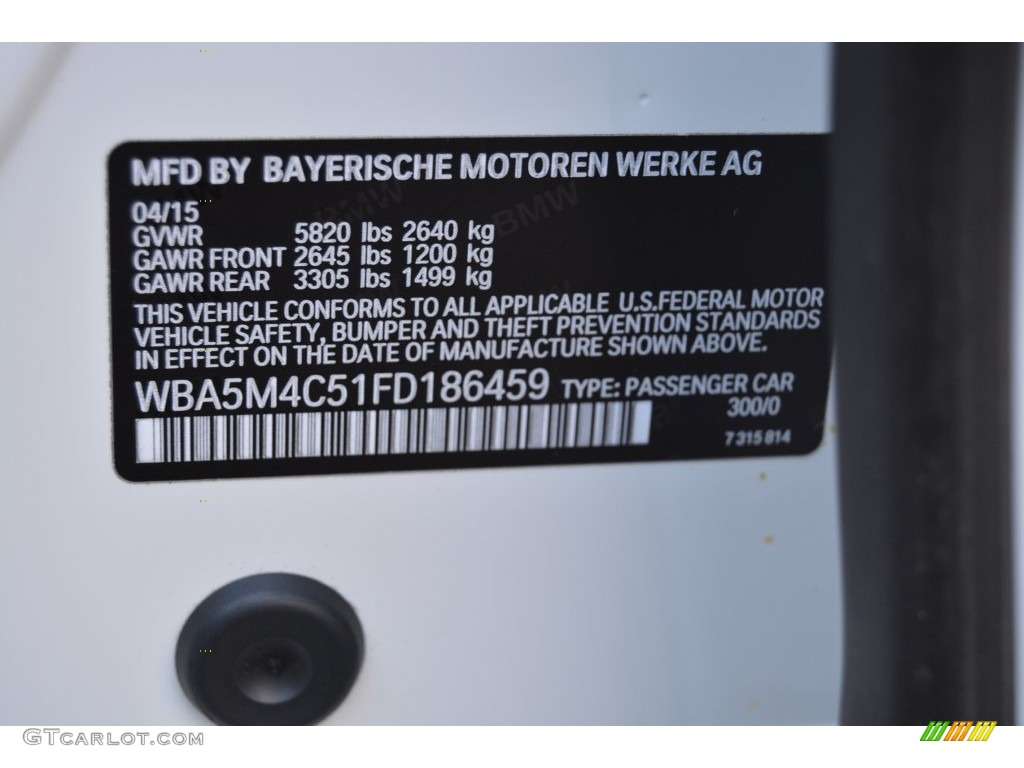 MFD BY BAYERISCHE MOTOREN WERKE AG
04/15
GVWR 5820 lbs 2640 kg
GAWR FRONT 2645 lbs 1200 kg
GAWR REAR 3305 lbs 1499 kg
THIS VEHICLE CONFORMS TO ALL APPLICABLE U.S.FEDERAL MOTOR
VEHICLE SAFETY, BUMPER AND THEFT PREVENTION STANDARDS
IN EFFECT ON THE DATE OF MANUFACTURE SHOWN ABOVE.
WBA5M4C51FD186459 TYPE: PASSENGER CAR
300/0
7315814
BMW
BMW
GTCARLOT.COM